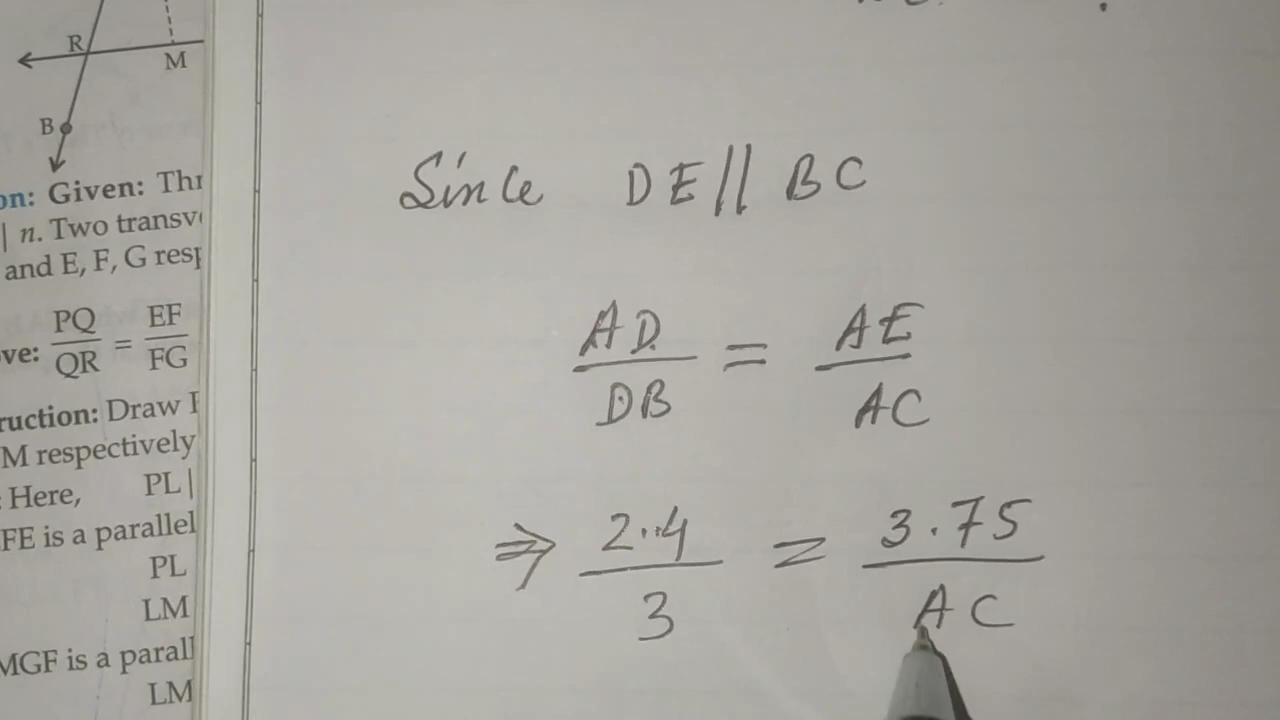 R
M
B
on: Given: Thr
| n. Two transv
and E, F, G resp
ve: PQ/QR = EF/FG
ruction: Draw
M respectively
: Here, PL |
FE is a parallel
PL
LM
MGF is a parall
LM
Since DE || BC
AD/DB = AE/AC
⇒ 2.4/3 = 3.75/AC